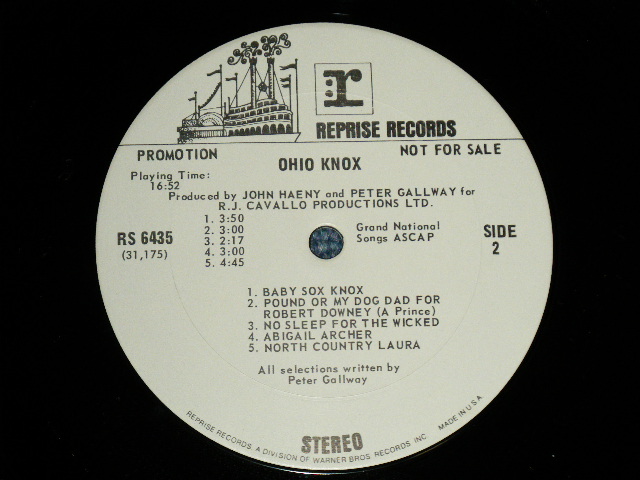 r
REPRISE RECORDS
PROMOTION
NOT FOR SALE
OHIO KNOX
Playing Time:
16:52
Produced by JOHN HAENY and PETER GALLWAY for
R.J. CAVALLO PRODUCTIONS LTD.
1. 3:50
2. 3:00
3. 2:17
4. 3:00
5. 4:45
Grand National
Songs ASCAP
RS 6435
(31,175)
SIDE
2
1. BABY SOX KNOX
2. POUND OR MY DOG DAD FOR
ROBERT DOWNEY (A Prince)
3. NO SLEEP FOR THE WICKED
4. ABIGAIL ARCHER
5. NORTH COUNTRY LAURA
All selections written by
Peter Gallway
STEREO
REPRISE RECORDS, A DIVISION OF WARNER BROS. RECORDS, INC.
MADE IN U.S.A.